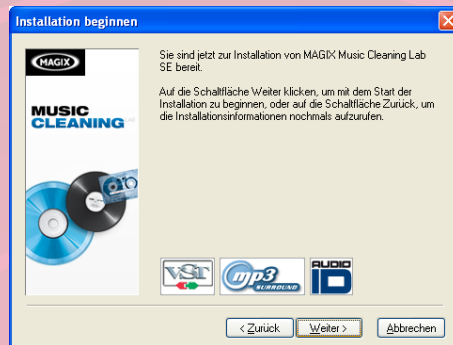 Installation beginnen
MAGIX
MUSIC
CLEANING
Sie sind jetzt zur Installation von MAGIX Music Cleaning Lab
SE bereit.
Auf die Schaltfläche Weiter klicken, um mit dem Start der
Installation zu beginnen, oder auf die Schaltfläche Zurück, um
die Installationsinformationen nochmals aufzurufen.
VST
mp3
SURROUND
AUDIO
ID
< Zurück
Weiter >
Abbrechen